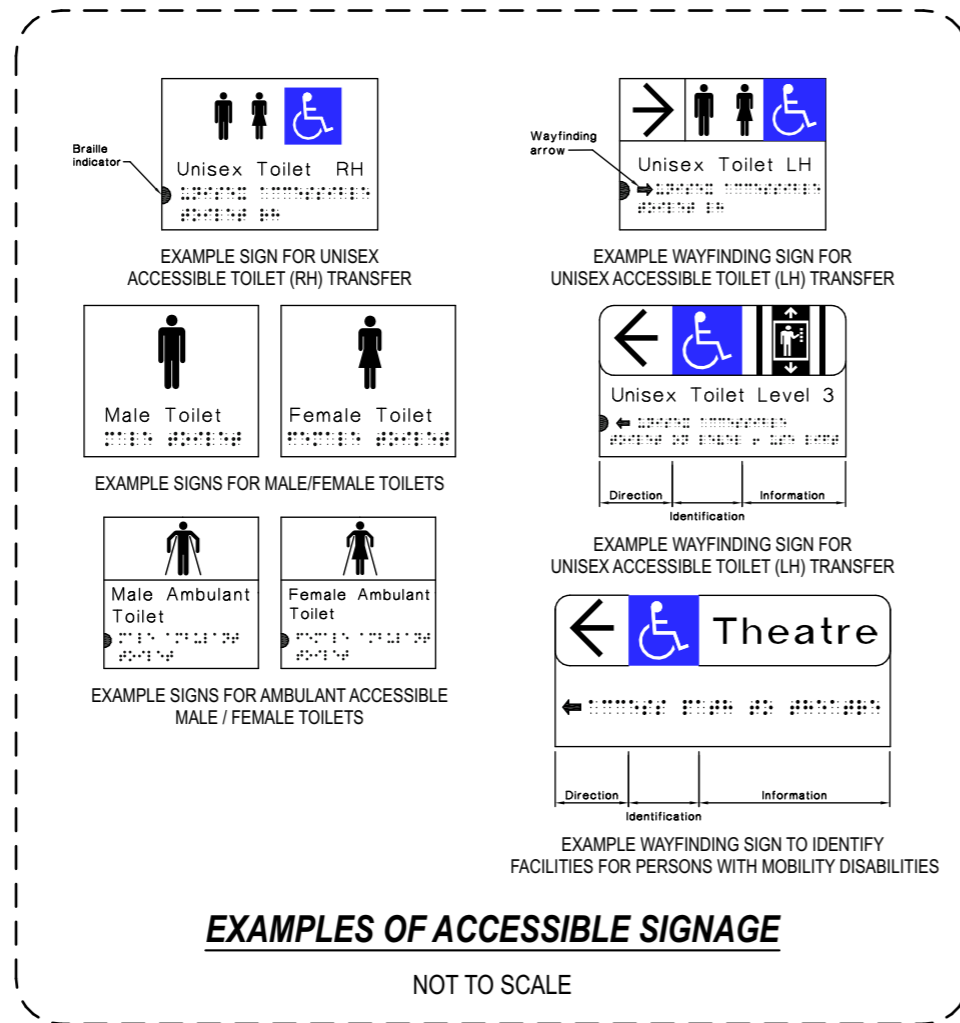 Braille
indicator
Unisex Toilet RH
⠥⠝⠊⠎⠑⠭ ⠁⠉⠉⠑⠎⠎⠊⠃⠇⠑
⠞⠕⠊⠇⠑⠞ ⠗⠓
EXAMPLE SIGN FOR UNISEX
ACCESSIBLE TOILET (RH) TRANSFER
Male Toilet
⠍⠁⠇⠑ ⠞⠕⠊⠇⠑⠞
Female Toilet
⠋⠑⠍⠁⠇⠑ ⠞⠕⠊⠇⠑⠞
EXAMPLE SIGNS FOR MALE/FEMALE TOILETS
Male Ambulant
Toilet
⠍⠁⠇⠑ ⠁⠍⠃⠥⠇⠁⠝⠞
⠞⠕⠊⠇⠑⠞
Female Ambulant
Toilet
⠋⠑⠍⠁⠇⠑ ⠁⠍⠃⠥⠇⠁⠝⠞
⠞⠕⠊⠇⠑⠞
EXAMPLE SIGNS FOR AMBULANT ACCESSIBLE
MALE / FEMALE TOILETS
Wayfinding
arrow
Unisex Toilet LH
⠥⠝⠊⠎⠑⠭ ⠁⠉⠉⠑⠎⠎⠊⠃⠇⠑
⠞⠕⠊⠇⠑⠞ ⠇⠓
EXAMPLE WAYFINDING SIGN FOR
UNISEX ACCESSIBLE TOILET (LH) TRANSFER
Unisex Toilet Level 3
⠥⠝⠊⠎⠑⠭ ⠁⠉⠉⠑⠎⠎⠊⠃⠇⠑
⠞⠕⠊⠇⠑⠞ ⠕⠝ ⠇⠑⠧⠑⠇ ⠥⠎⠑ ⠇⠊⠋⠞
Direction
Identification
Information
EXAMPLE WAYFINDING SIGN FOR
UNISEX ACCESSIBLE TOILET (LH) TRANSFER
Theatre
⠁⠉⠉⠑⠎⠎ ⠏⠁⠞⠓ ⠞⠕ ⠞⠓⠑⠁⠞⠗⠑
Direction
Identification
Information
EXAMPLE WAYFINDING SIGN TO IDENTIFY
FACILITIES FOR PERSONS WITH MOBILITY DISABILITIES
EXAMPLES OF ACCESSIBLE SIGNAGE
NOT TO SCALE